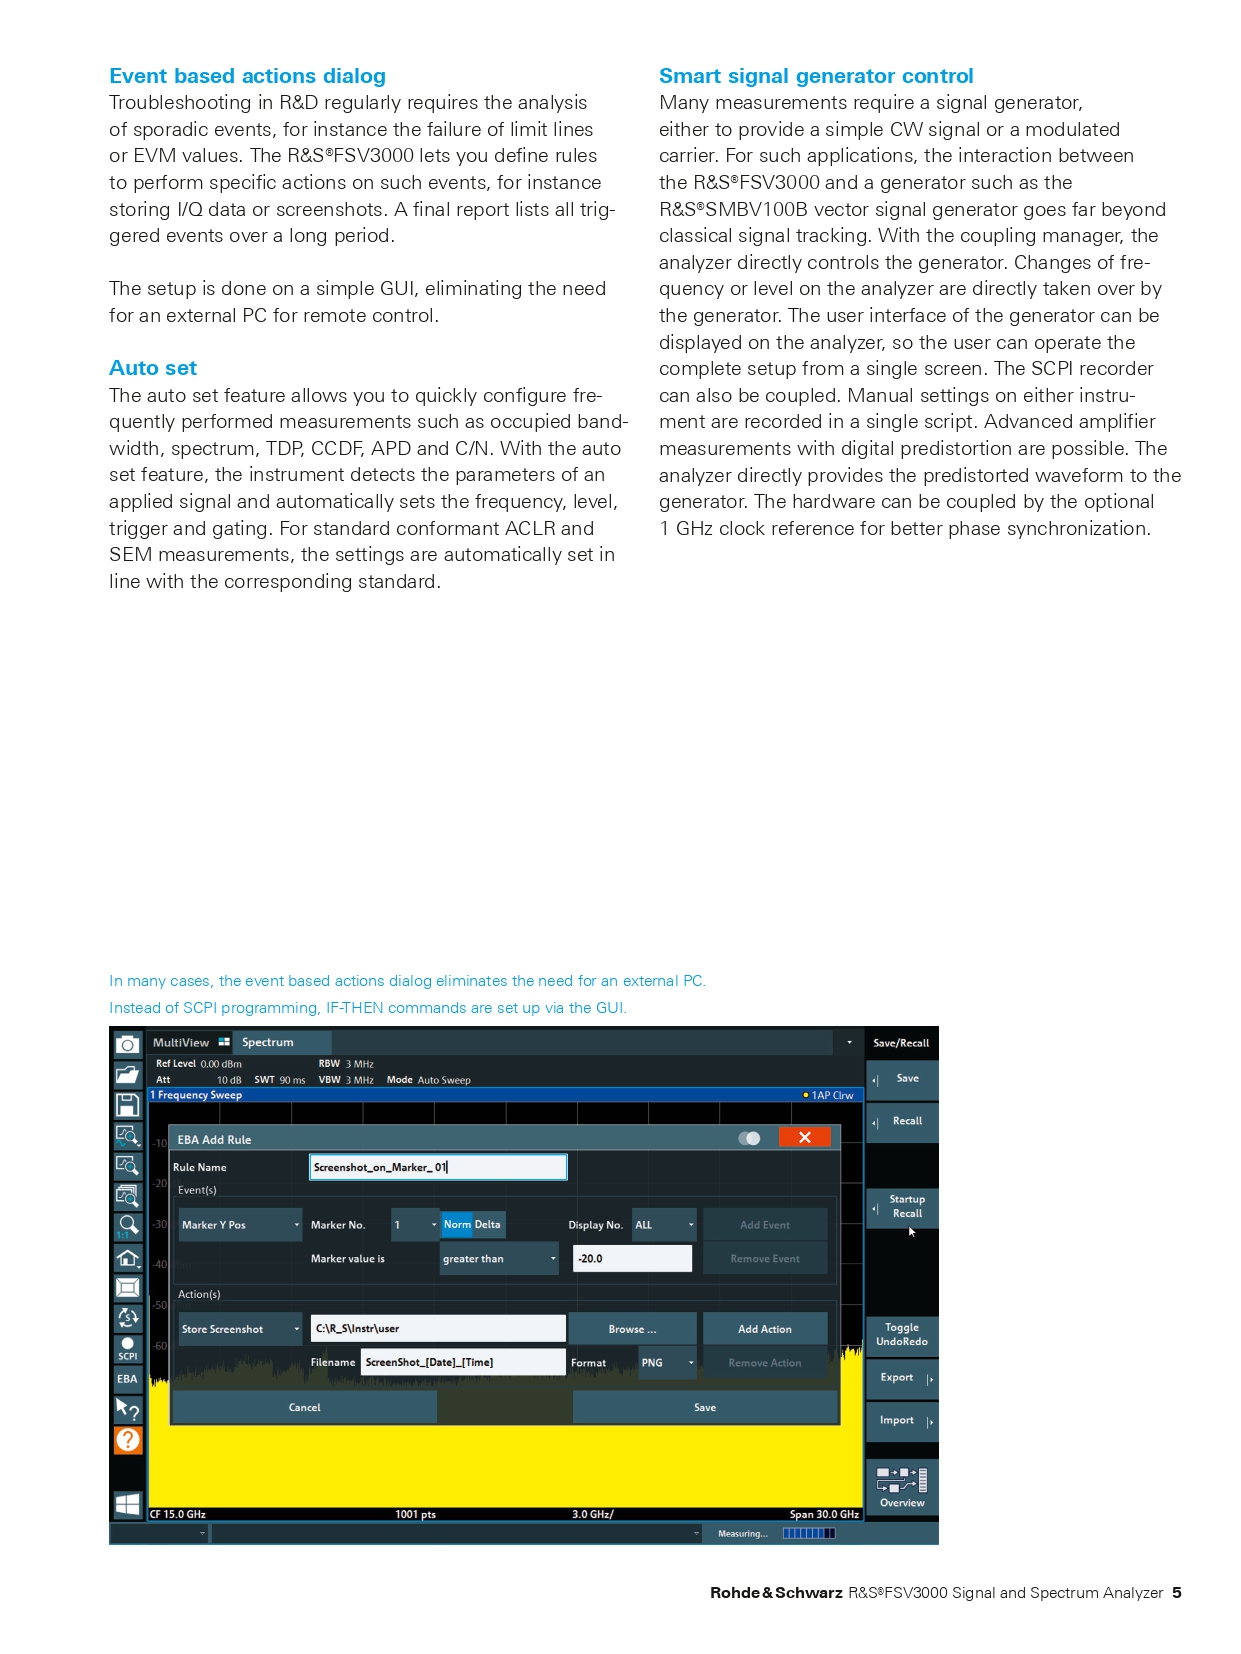 Event based actions dialog
Troubleshooting in R&D regularly requires the analysis
of sporadic events, for instance the failure of limit lines
or EVM values. The R&S®FSV3000 lets you define rules
to perform specific actions on such events, for instance
storing I/Q data or screenshots. A final report lists all trig-
gered events over a long period.
The setup is done on a simple GUI, eliminating the need
for an external PC for remote control.
Auto set
The auto set feature allows you to quickly configure fre-
quently performed measurements such as occupied band-
width, spectrum, TDP, CCDF, APD and C/N. With the auto
set feature, the instrument detects the parameters of an
applied signal and automatically sets the frequency, level,
trigger and gating. For standard conformant ACLR and
SEM measurements, the settings are automatically set in
line with the corresponding standard.
Smart signal generator control
Many measurements require a signal generator,
either to provide a simple CW signal or a modulated
carrier. For such applications, the interaction between
the R&S®FSV3000 and a generator such as the
R&S®SMBV100B vector signal generator goes far beyond
classical signal tracking. With the coupling manager, the
analyzer directly controls the generator. Changes of fre-
quency or level on the analyzer are directly taken over by
the generator. The user interface of the generator can be
displayed on the analyzer, so the user can operate the
complete setup from a single screen. The SCPI recorder
can also be coupled. Manual settings on either instru-
ment are recorded in a single script. Advanced amplifier
measurements with digital predistortion are possible. The
analyzer directly provides the predistorted waveform to the
generator. The hardware can be coupled by the optional
1 GHz clock reference for better phase synchronization.
In many cases, the event based actions dialog eliminates the need for an external PC.
Instead of SCPI programming, IF-THEN commands are set up via the GUI.
MultiView Spectrum Save/Recall
Ref Level 0.00 dBm RBW 3 MHz
Att 10 dB SWT 90 ms VBW 3 MHz Mode Auto Sweep
Save
1 Frequency Sweep 1AP Clrw
Recall
-10
EBA Add Rule
Rule Name Screenshot_on_Marker_ 01
-20
Event(s)
Startup
Recall
-30
Marker Y Pos Marker No. 1 Norm Delta Display No. ALL Add Event
1:1
Marker value is greater than -20.0 Remove Event
-40
Action(s)
-50
Store Screenshot C:\R_S\Instr\user Browse ... Add Action
Toggle
UndoRedo
-60
SCPI
Filename ScreenShot_[Date]_[Time] Format PNG Remove Action
EBA
Export
Cancel Save
Import
Overview
CF 15.0 GHz 1001 pts 3.0 GHz/ Span 30.0 GHz
Measuring...
Rohde & Schwarz R&S®FSV3000 Signal and Spectrum Analyzer 5